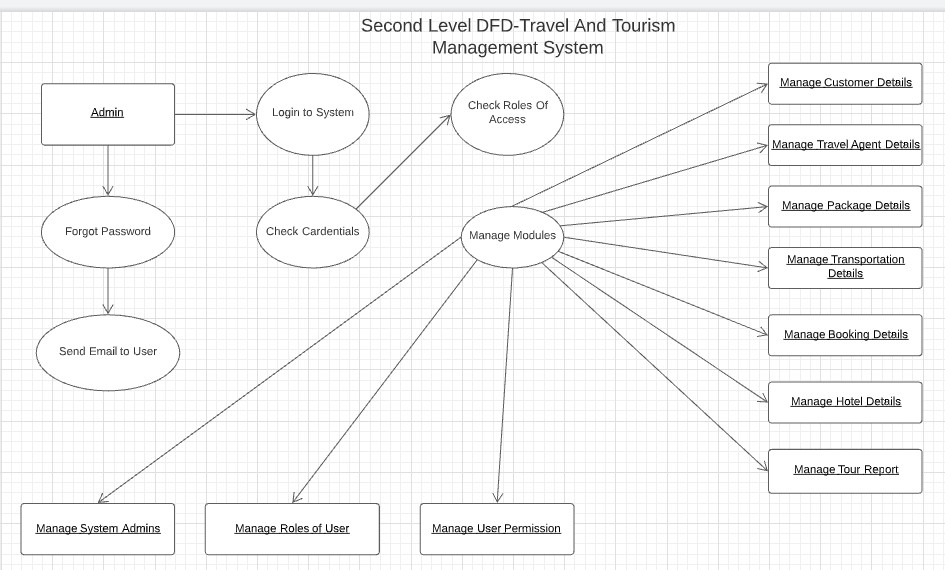 Second Level DFD-Travel And Tourism
Management System
Admin
Login to System
Check Roles Of
Access
Manage Customer Details
Manage Travel Agent Details
Manage Package Details
Forgot Password
Check Cardentials
Manage Modules
Manage Transportation
Details
Manage Booking Details
Send Email to User
Manage Hotel Details
Manage Tour Report
Manage System Admins
Manage Roles of User
Manage User Permission